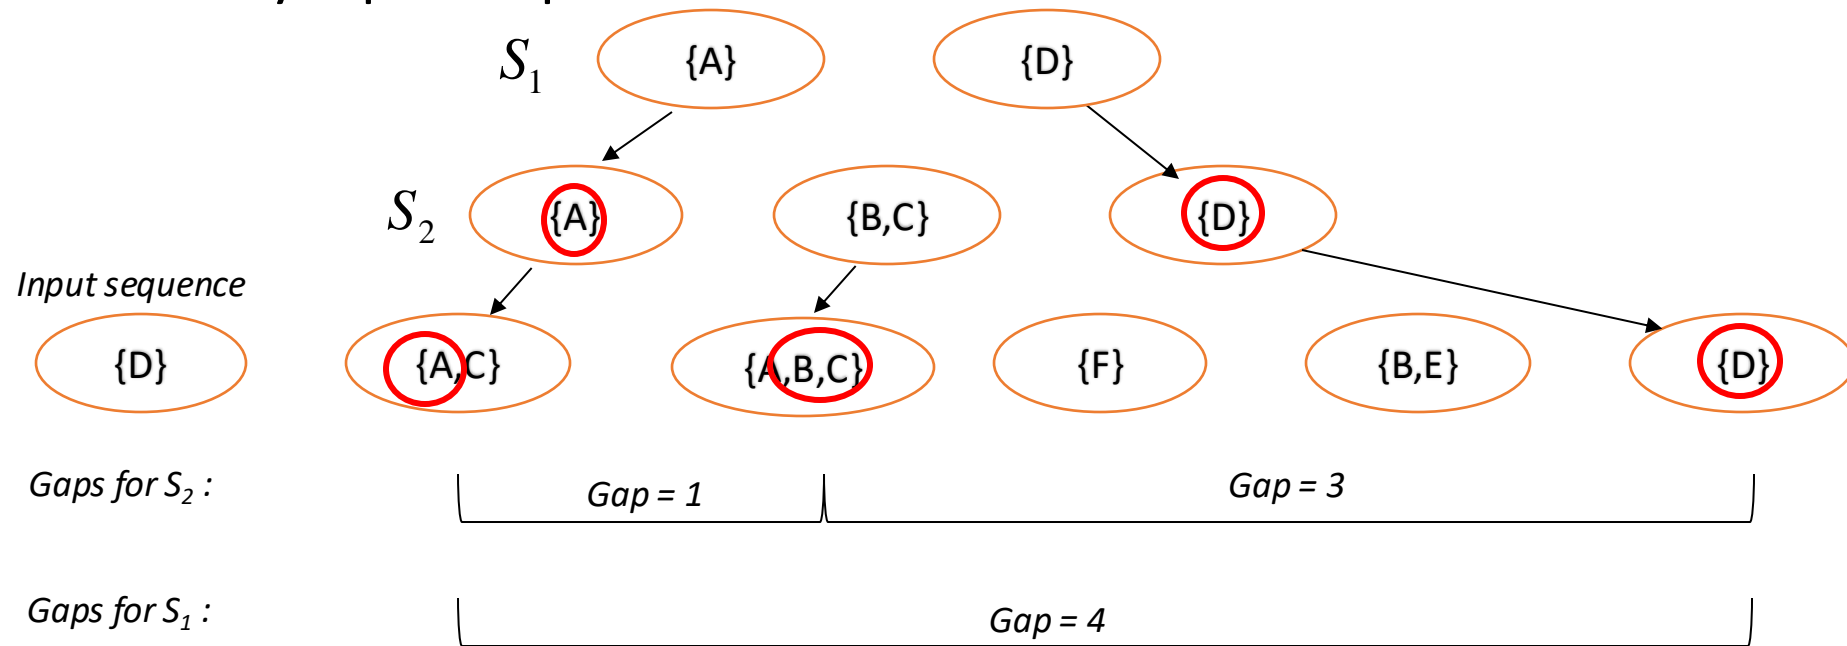 S1 {A} {D}
S2 {A} {B,C} {D}
Input sequence
{D} {A,C} {A,B,C} {F} {B,E} {D}
Gaps for S2 : Gap = 1 Gap = 3
Gaps for S1 : Gap = 4